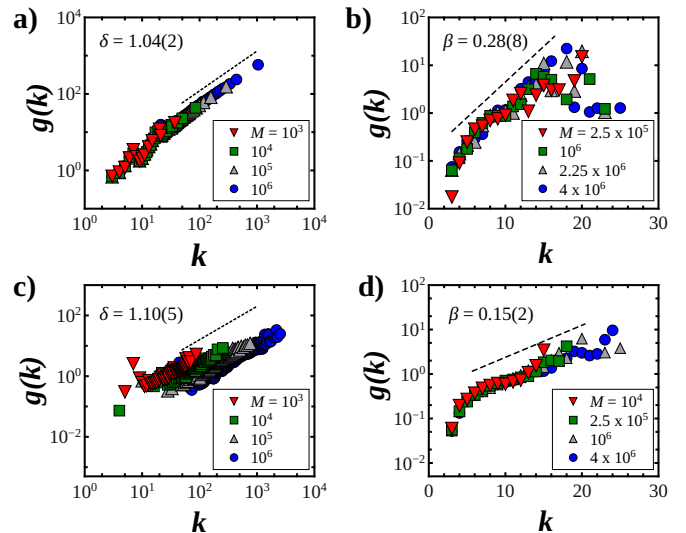 a)
δ = 1.04(2)
g(k)
10⁴
10²
10⁰
M = 10³
10⁴
10⁵
10⁶
10⁰ 10¹ 10² 10³ 10⁴
k
b)
β = 0.28(8)
g(k)
10²
10¹
10⁰
10⁻¹
10⁻²
M = 2.5 x 10⁵
10⁶
2.25 x 10⁶
4 x 10⁶
0 10 20 30
k
c)
δ = 1.10(5)
g(k)
10⁴
10²
10⁰
10⁻²
M = 10³
10⁴
10⁵
10⁶
10⁰ 10¹ 10² 10³ 10⁴
k
d)
β = 0.15(2)
g(k)
10²
10¹
10⁰
10⁻¹
10⁻²
M = 10⁴
2.5 x 10⁵
10⁶
4 x 10⁶
0 10 20 30
k